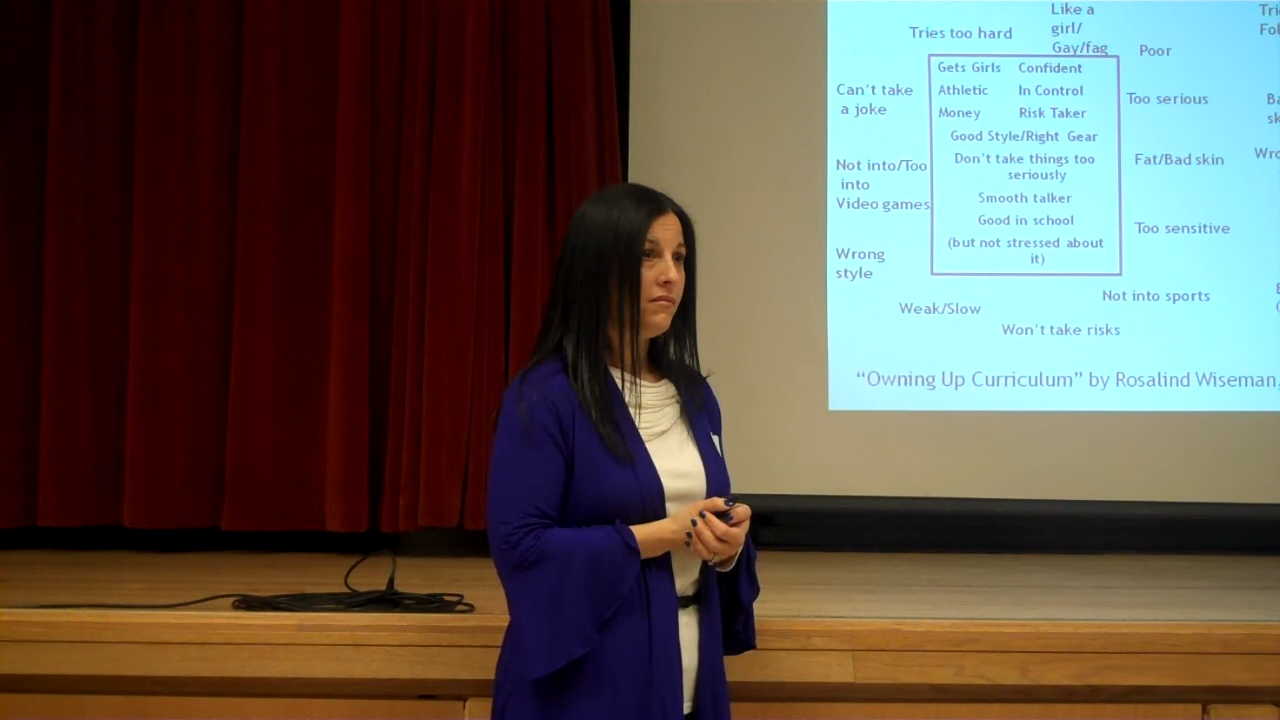 Like a
girl/
Gay/fag
Tries too hard
Poor
Can't take
a joke
Too serious
Not into/Too
into
Video games
Fat/Bad skin
Wrong
style
Too sensitive
Weak/Slow
Not into sports
Won't take risks
Gets Girls Confident
Athletic In Control
Money Risk Taker
Good Style/Right Gear
Don't take things too
seriously
Smooth talker
Good in school
(but not stressed about
it)
"Owning Up Curriculum" by Rosalind Wiseman,